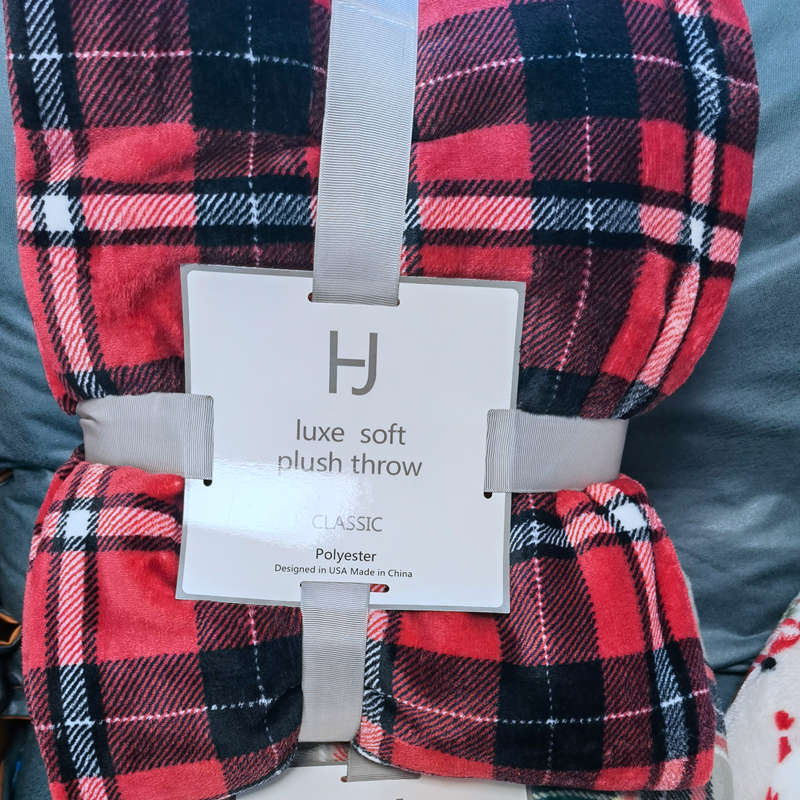 HJ
luxe soft
plush throw
CLASSIC
Polyester
Designed in USA Made in China